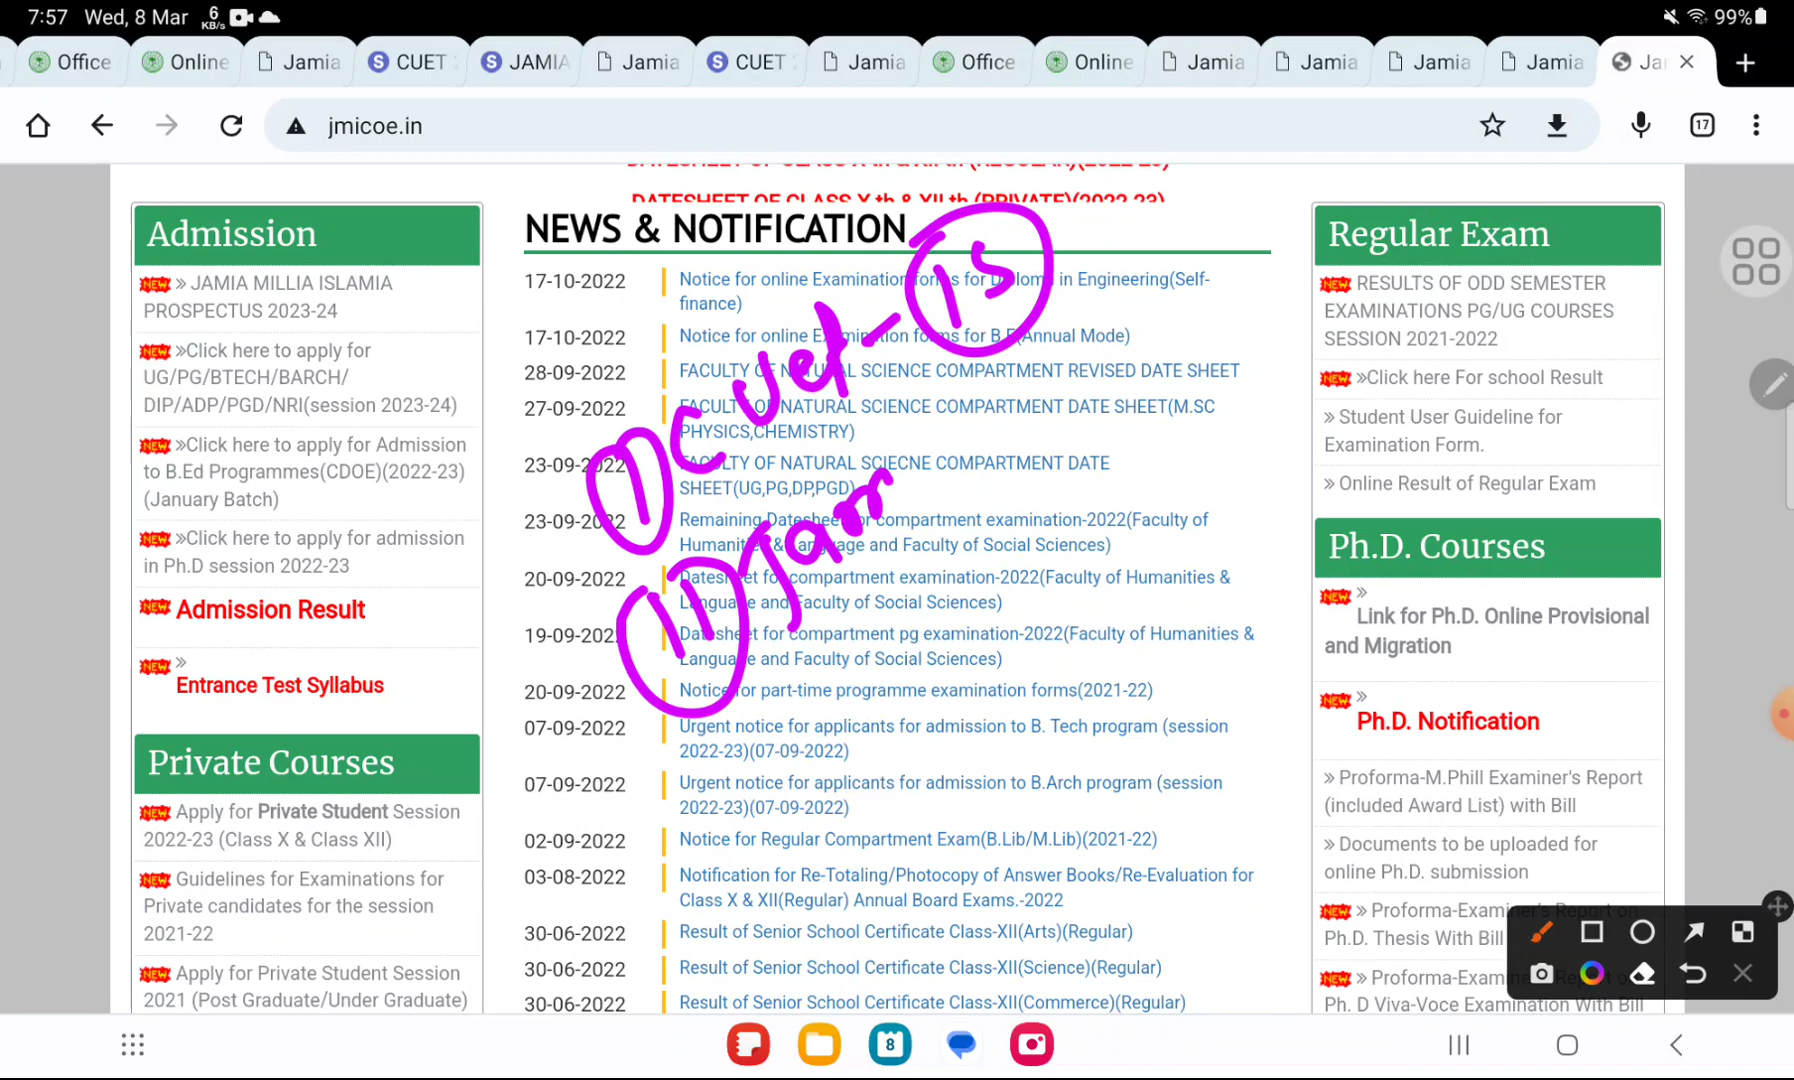 7:57 Wed, 8 Mar 6 KB/s 99%
Office Online Jamia CUET 2 JAMIA Jamia CUET 2 Jamia Office Online Jamia Jamia Jamia Jamia Ja
jmicoe.in 17
DATESHEET OF CLASS X th & XII th (PRIVATE)(2022-23)
Admission
NEW » JAMIA MILLIA ISLAMIA
PROSPECTUS 2023-24
NEW »Click here to apply for
UG/PG/BTECH/BARCH/
DIP/ADP/PGD/NRI(session 2023-24)
NEW »Click here to apply for Admission
to B.Ed Programmes(CDOE)(2022-23)
(January Batch)
NEW »Click here to apply for admission
in Ph.D session 2022-23
NEW Admission Result
NEW »
Entrance Test Syllabus
Private Courses
NEW Apply for Private Student Session
2022-23 (Class X & Class XII)
NEW Guidelines for Examinations for
Private candidates for the session
2021-22
NEW Apply for Private Student Session
2021 (Post Graduate/Under Graduate)
NEWS & NOTIFICATION
17-10-2022 Notice for online Examination forms for Diploma in Engineering(Self-
finance)
17-10-2022 Notice for online Examination forms for B.F(Annual Mode)
28-09-2022 FACULTY OF NATURAL SCIENCE COMPARTMENT REVISED DATE SHEET
27-09-2022 FACULTY OF NATURAL SCIENCE COMPARTMENT DATE SHEET(M.SC
PHYSICS,CHEMISTRY)
23-09-2022 FACULTY OF NATURAL SCIECNE COMPARTMENT DATE
SHEET(UG,PG,DP,PGD)
23-09-2022 Remaining Datesheet for compartment examination-2022(Faculty of
Humanities & Language and Faculty of Social Sciences)
20-09-2022 Datesheet for compartment examination-2022(Faculty of Humanities &
Language and Faculty of Social Sciences)
19-09-2022 Datesheet for compartment pg examination-2022(Faculty of Humanities &
Language and Faculty of Social Sciences)
20-09-2022 Notice for part-time programme examination forms(2021-22)
07-09-2022 Urgent notice for applicants for admission to B. Tech program (session
2022-23)(07-09-2022)
07-09-2022 Urgent notice for applicants for admission to B.Arch program (session
2022-23)(07-09-2022)
02-09-2022 Notice for Regular Compartment Exam(B.Lib/M.Lib)(2021-22)
03-08-2022 Notification for Re-Totaling/Photocopy of Answer Books/Re-Evaluation for
Class X & XII(Regular) Annual Board Exams.-2022
30-06-2022 Result of Senior School Certificate Class-XII(Arts)(Regular)
30-06-2022 Result of Senior School Certificate Class-XII(Science)(Regular)
30-06-2022 Result of Senior School Certificate Class-XII(Commerce)(Regular)
Regular Exam
NEW » RESULTS OF ODD SEMESTER
EXAMINATIONS PG/UG COURSES
SESSION 2021-2022
NEW »Click here For school Result
» Student User Guideline for
Examination Form.
» Online Result of Regular Exam
Ph.D. Courses
NEW »
Link for Ph.D. Online Provisional
and Migration
NEW »
Ph.D. Notification
» Proforma-M.Phill Examiner's Report
(included Award List) with Bill
» Documents to be uploaded for
online Ph.D. submission
NEW » Proforma-Examiner's Report on
Ph.D. Thesis With Bill
NEW » Proforma-Examiner's
Ph. D Viva-Voce Examination With Bill
8